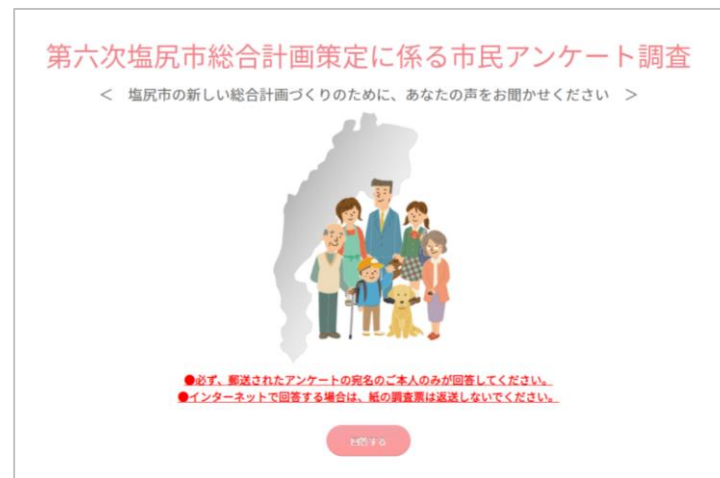 第六次塩尻市総合計画策定に係る市民アンケート調査
＜　塩尻市の新しい総合計画づくりのために、あなたの声をお聞かせください　＞
●必ず、郵送されたアンケートの宛名のご本人のみが回答してください。
●インターネットで回答する場合は、紙の調査票は返送しないでください。
回答する